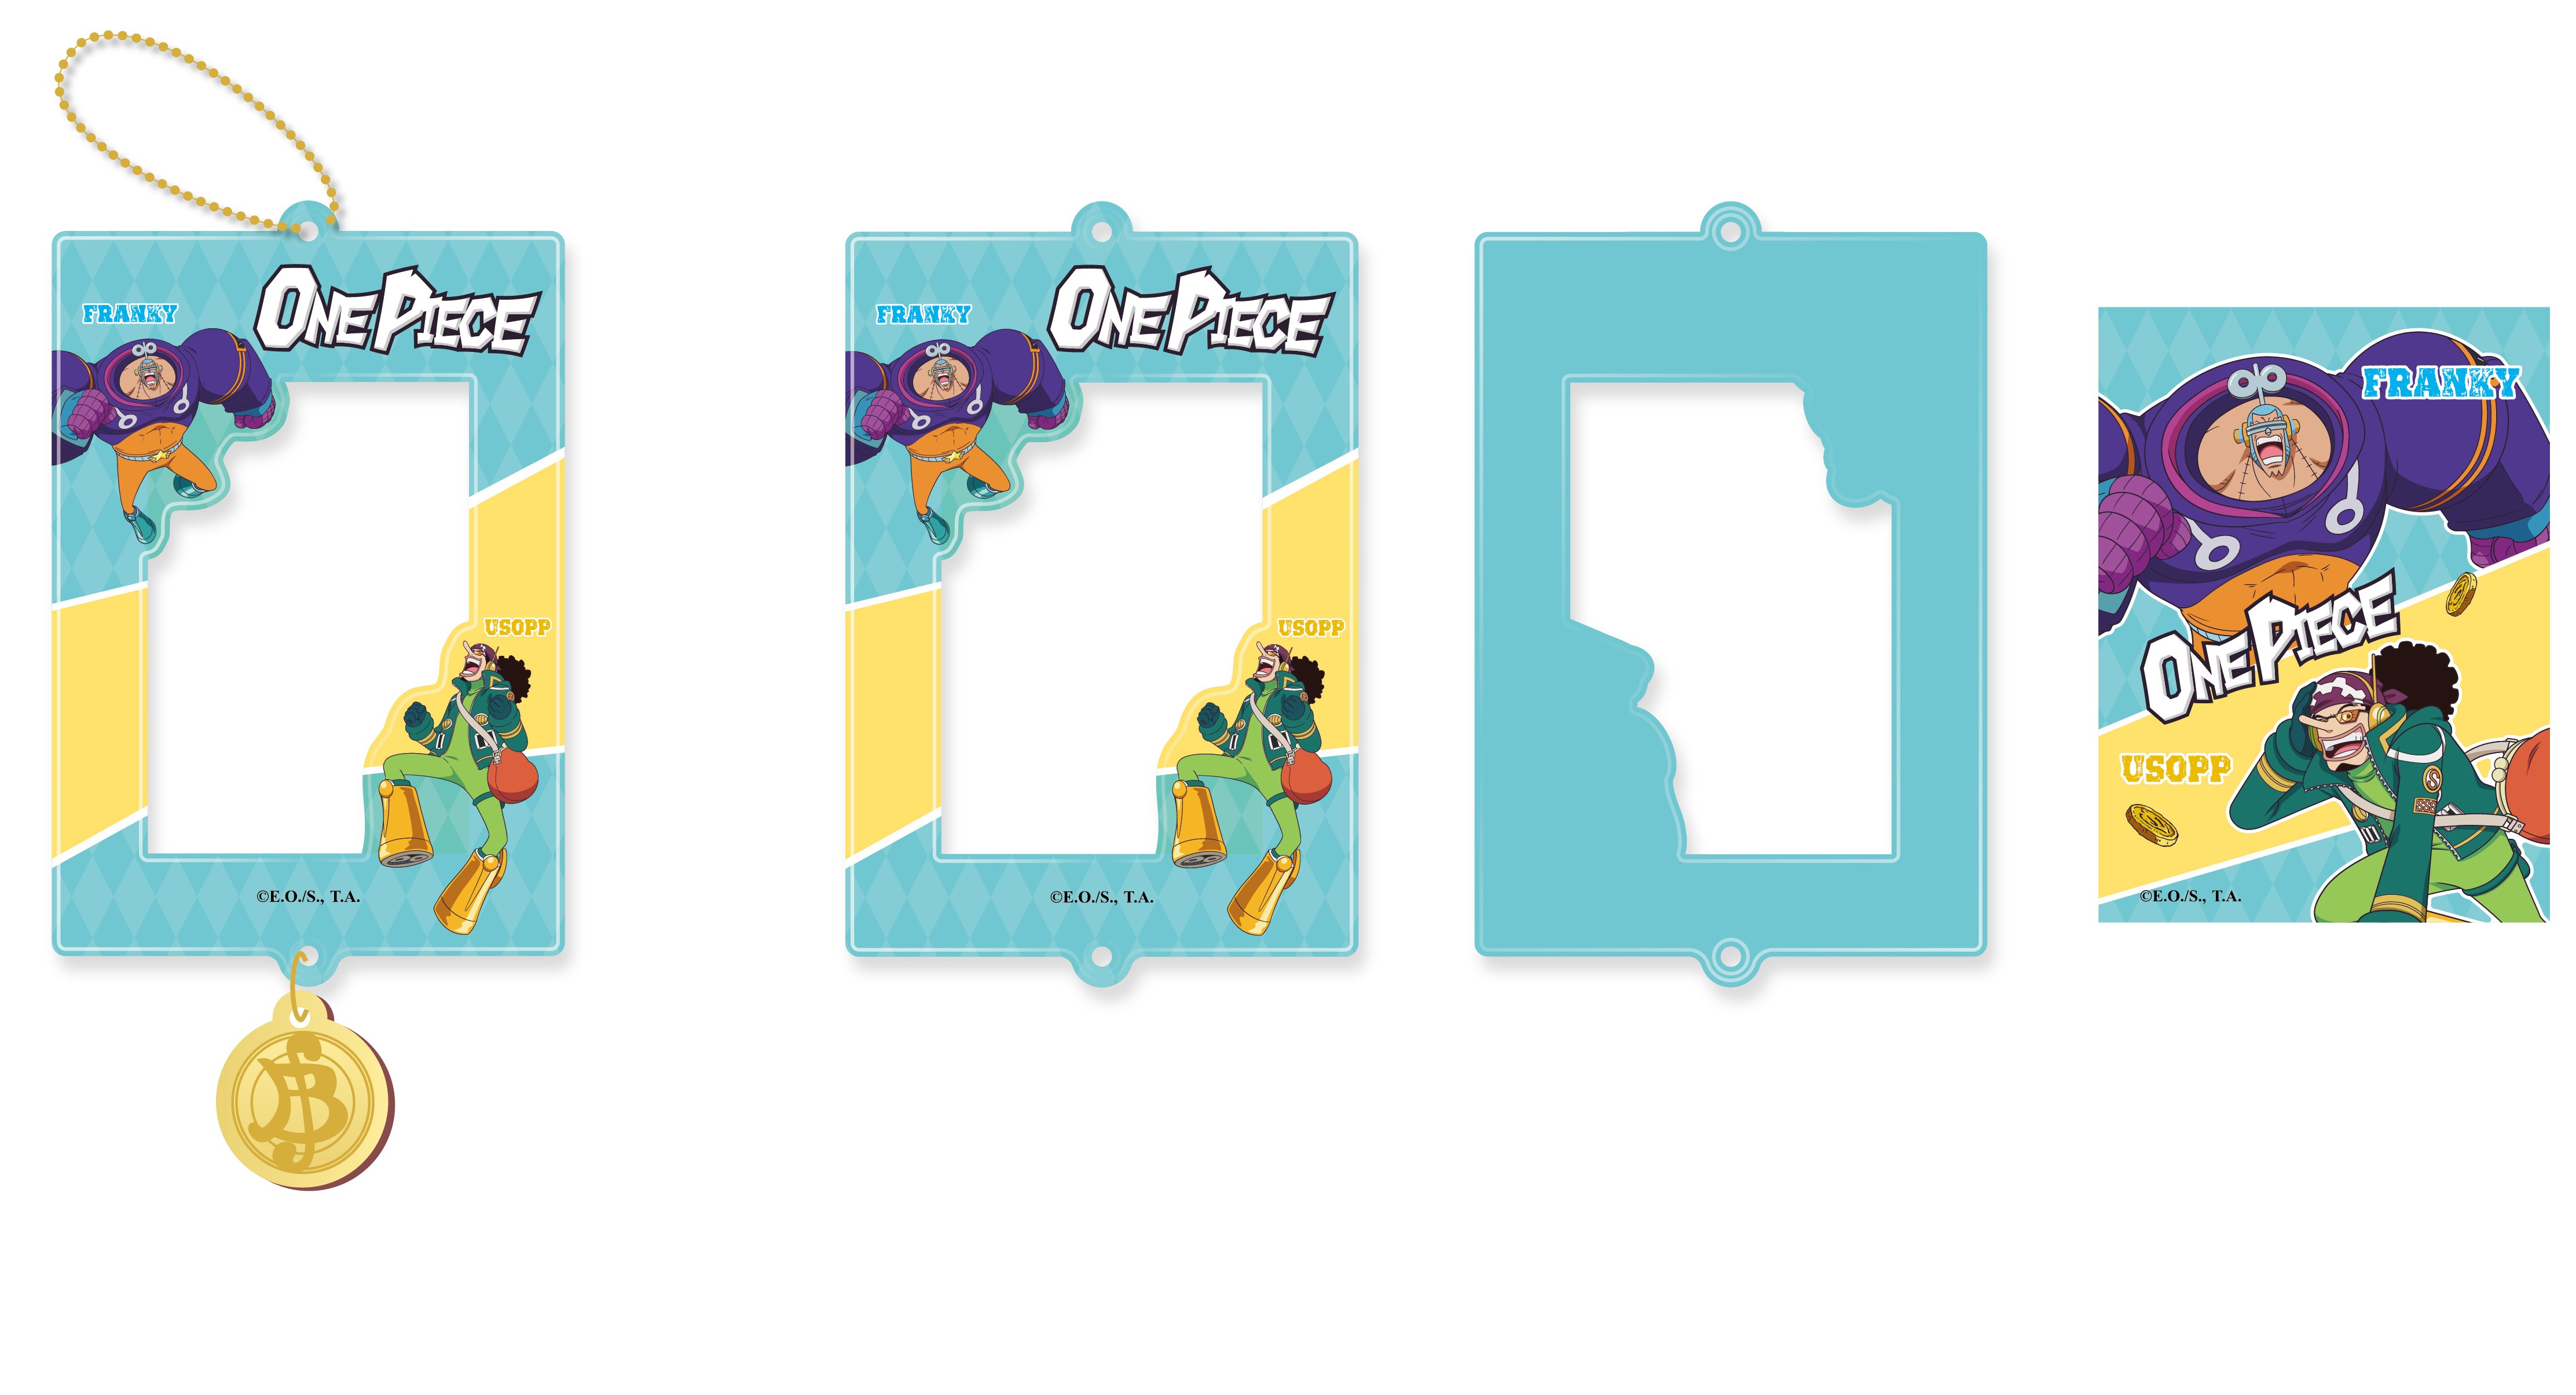 FRANKY
ONE PIECE
USOPP
©E.O./S., T.A.
FRANKY
ONE PIECE
USOPP
©E.O./S., T.A.
FRANKY
ONE PIECE
USOPP
©E.O./S., T.A.